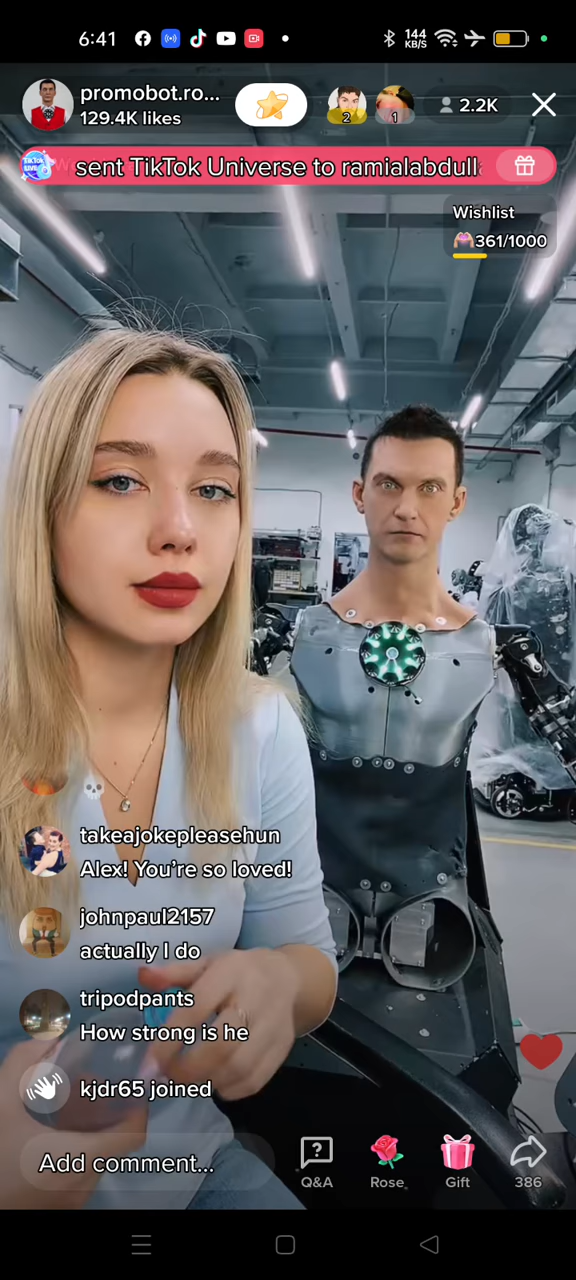 6:41
144
KB/S
promobot.ro...
129.4K likes
2
1
2.2K
TikTok
LIVE
sent TikTok Universe to ramialabdull
Wishlist
361/1000
takeajokepleasehun
Alex! You're so loved!
johnpaul2157
actually I do
tripodpants
How strong is he
kjdr65 joined
Add comment...
Q&A
Rose
Gift
386